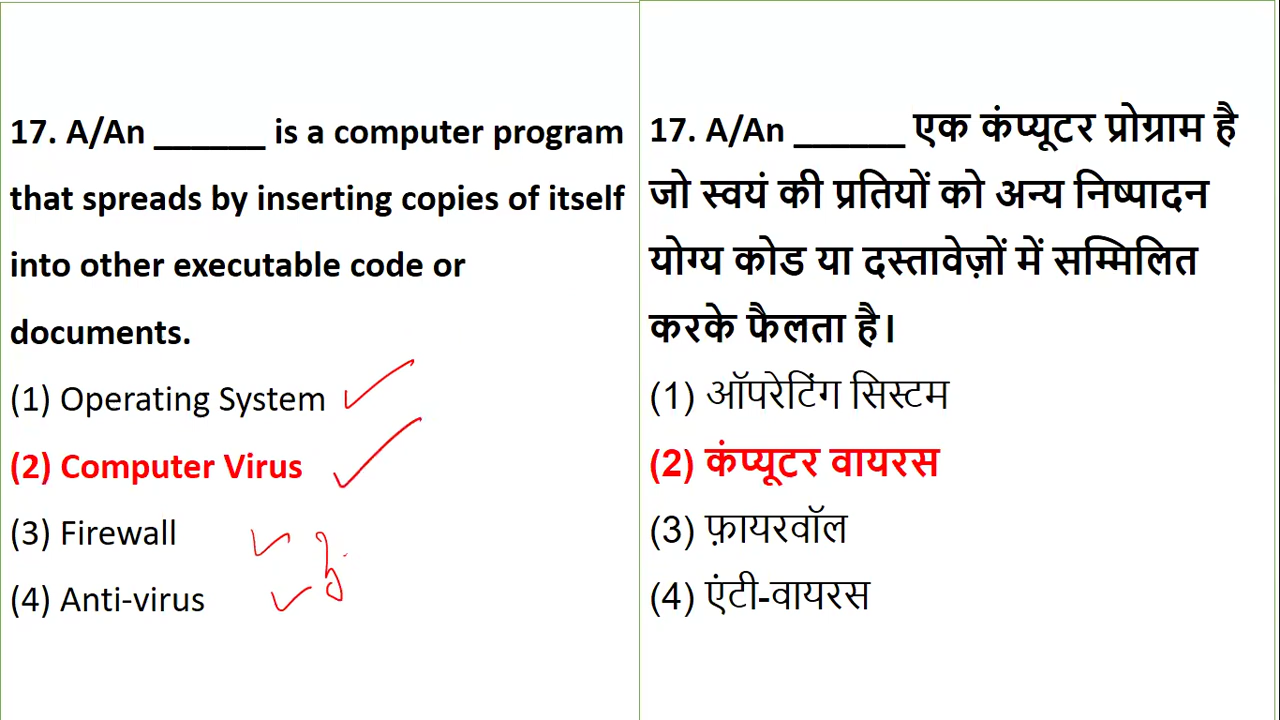 17. A/An ______ is a computer program
that spreads by inserting copies of itself
into other executable code or
documents.
(1) Operating System
(2) Computer Virus
(3) Firewall
(4) Anti-virus
17. A/An ______ एक कंप्यूटर प्रोग्राम है
जो स्वयं की प्रतियों को अन्य निष्पादन
योग्य कोड या दस्तावेज़ों में सम्मिलित
करके फैलता है।
(1) ऑपरेटिंग सिस्टम
(2) कंप्यूटर वायरस
(3) फ़ायरवॉल
(4) एंटी-वायरस